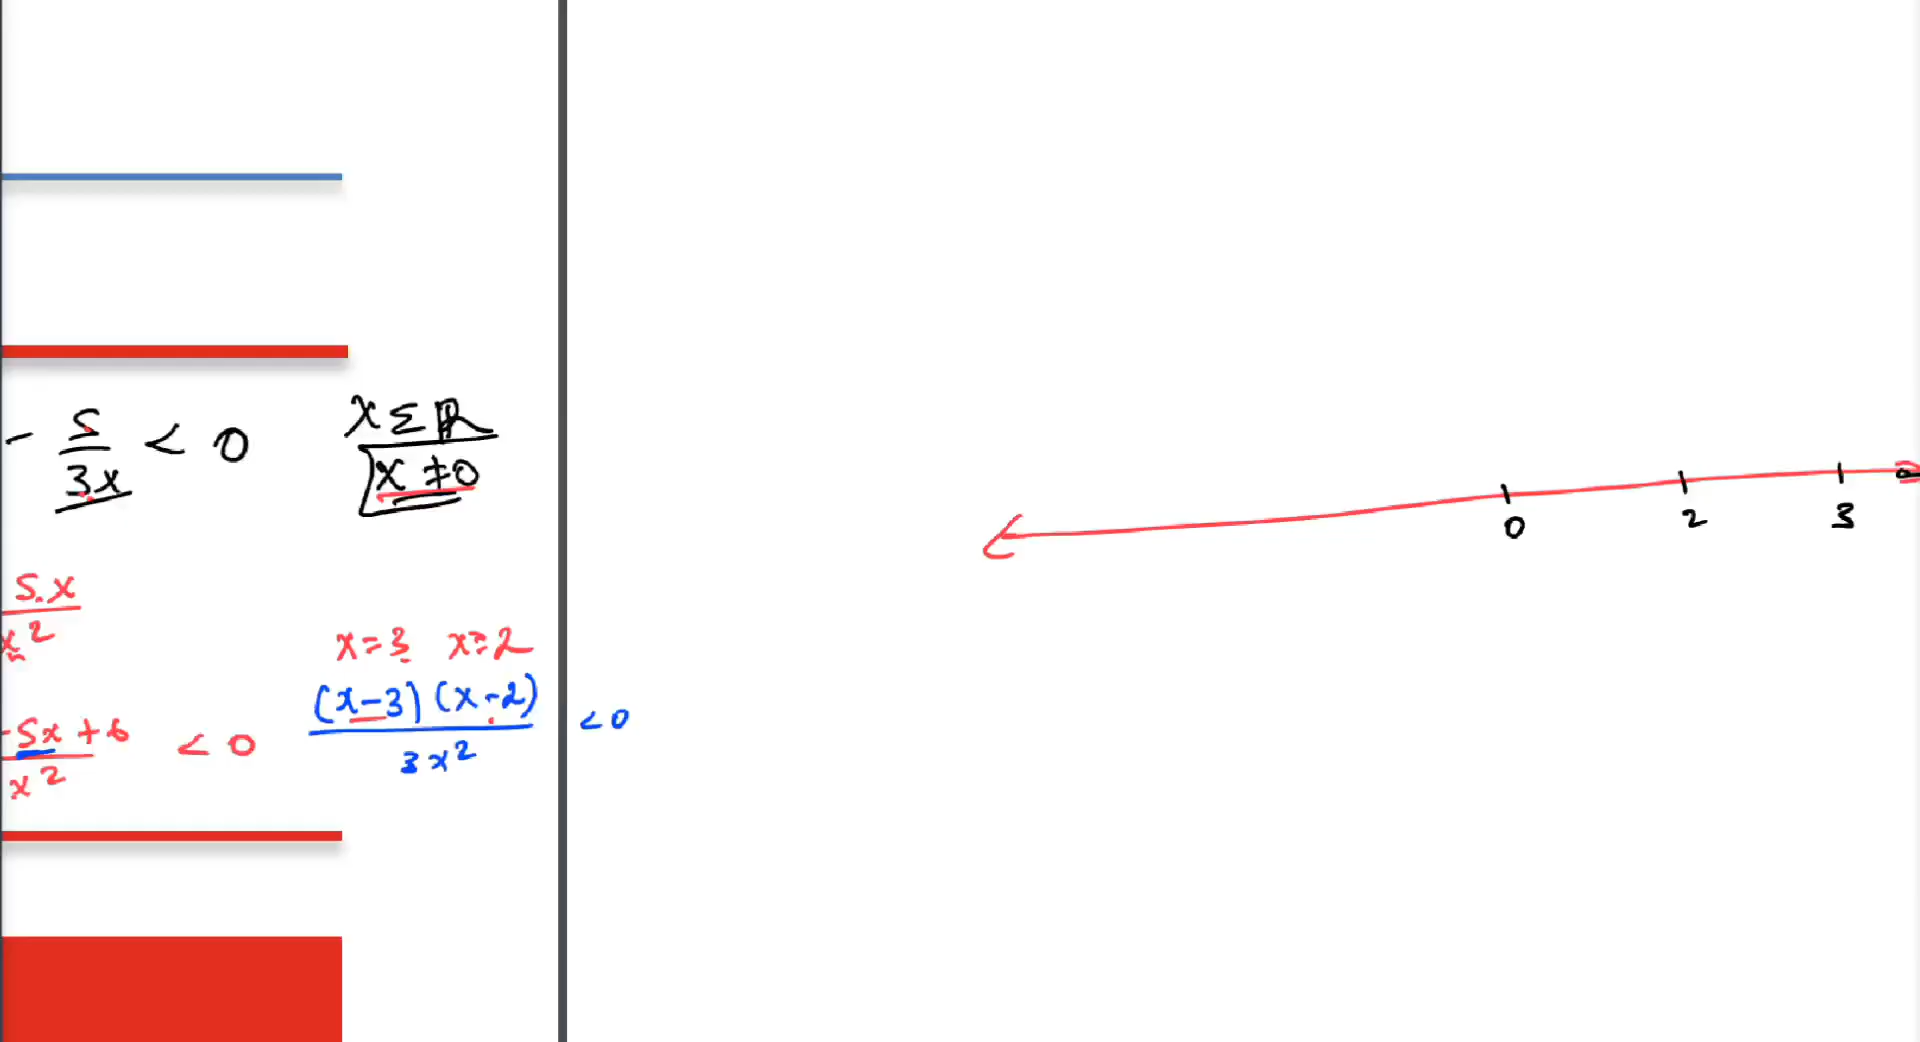 - 5/3x < 0
x ∈ ℝ
x ≠ 0
5.x
x²
x=3 x=2
(x-3)(x-2)/3x² < 0
-5x+6/x² < 0
0 2 3